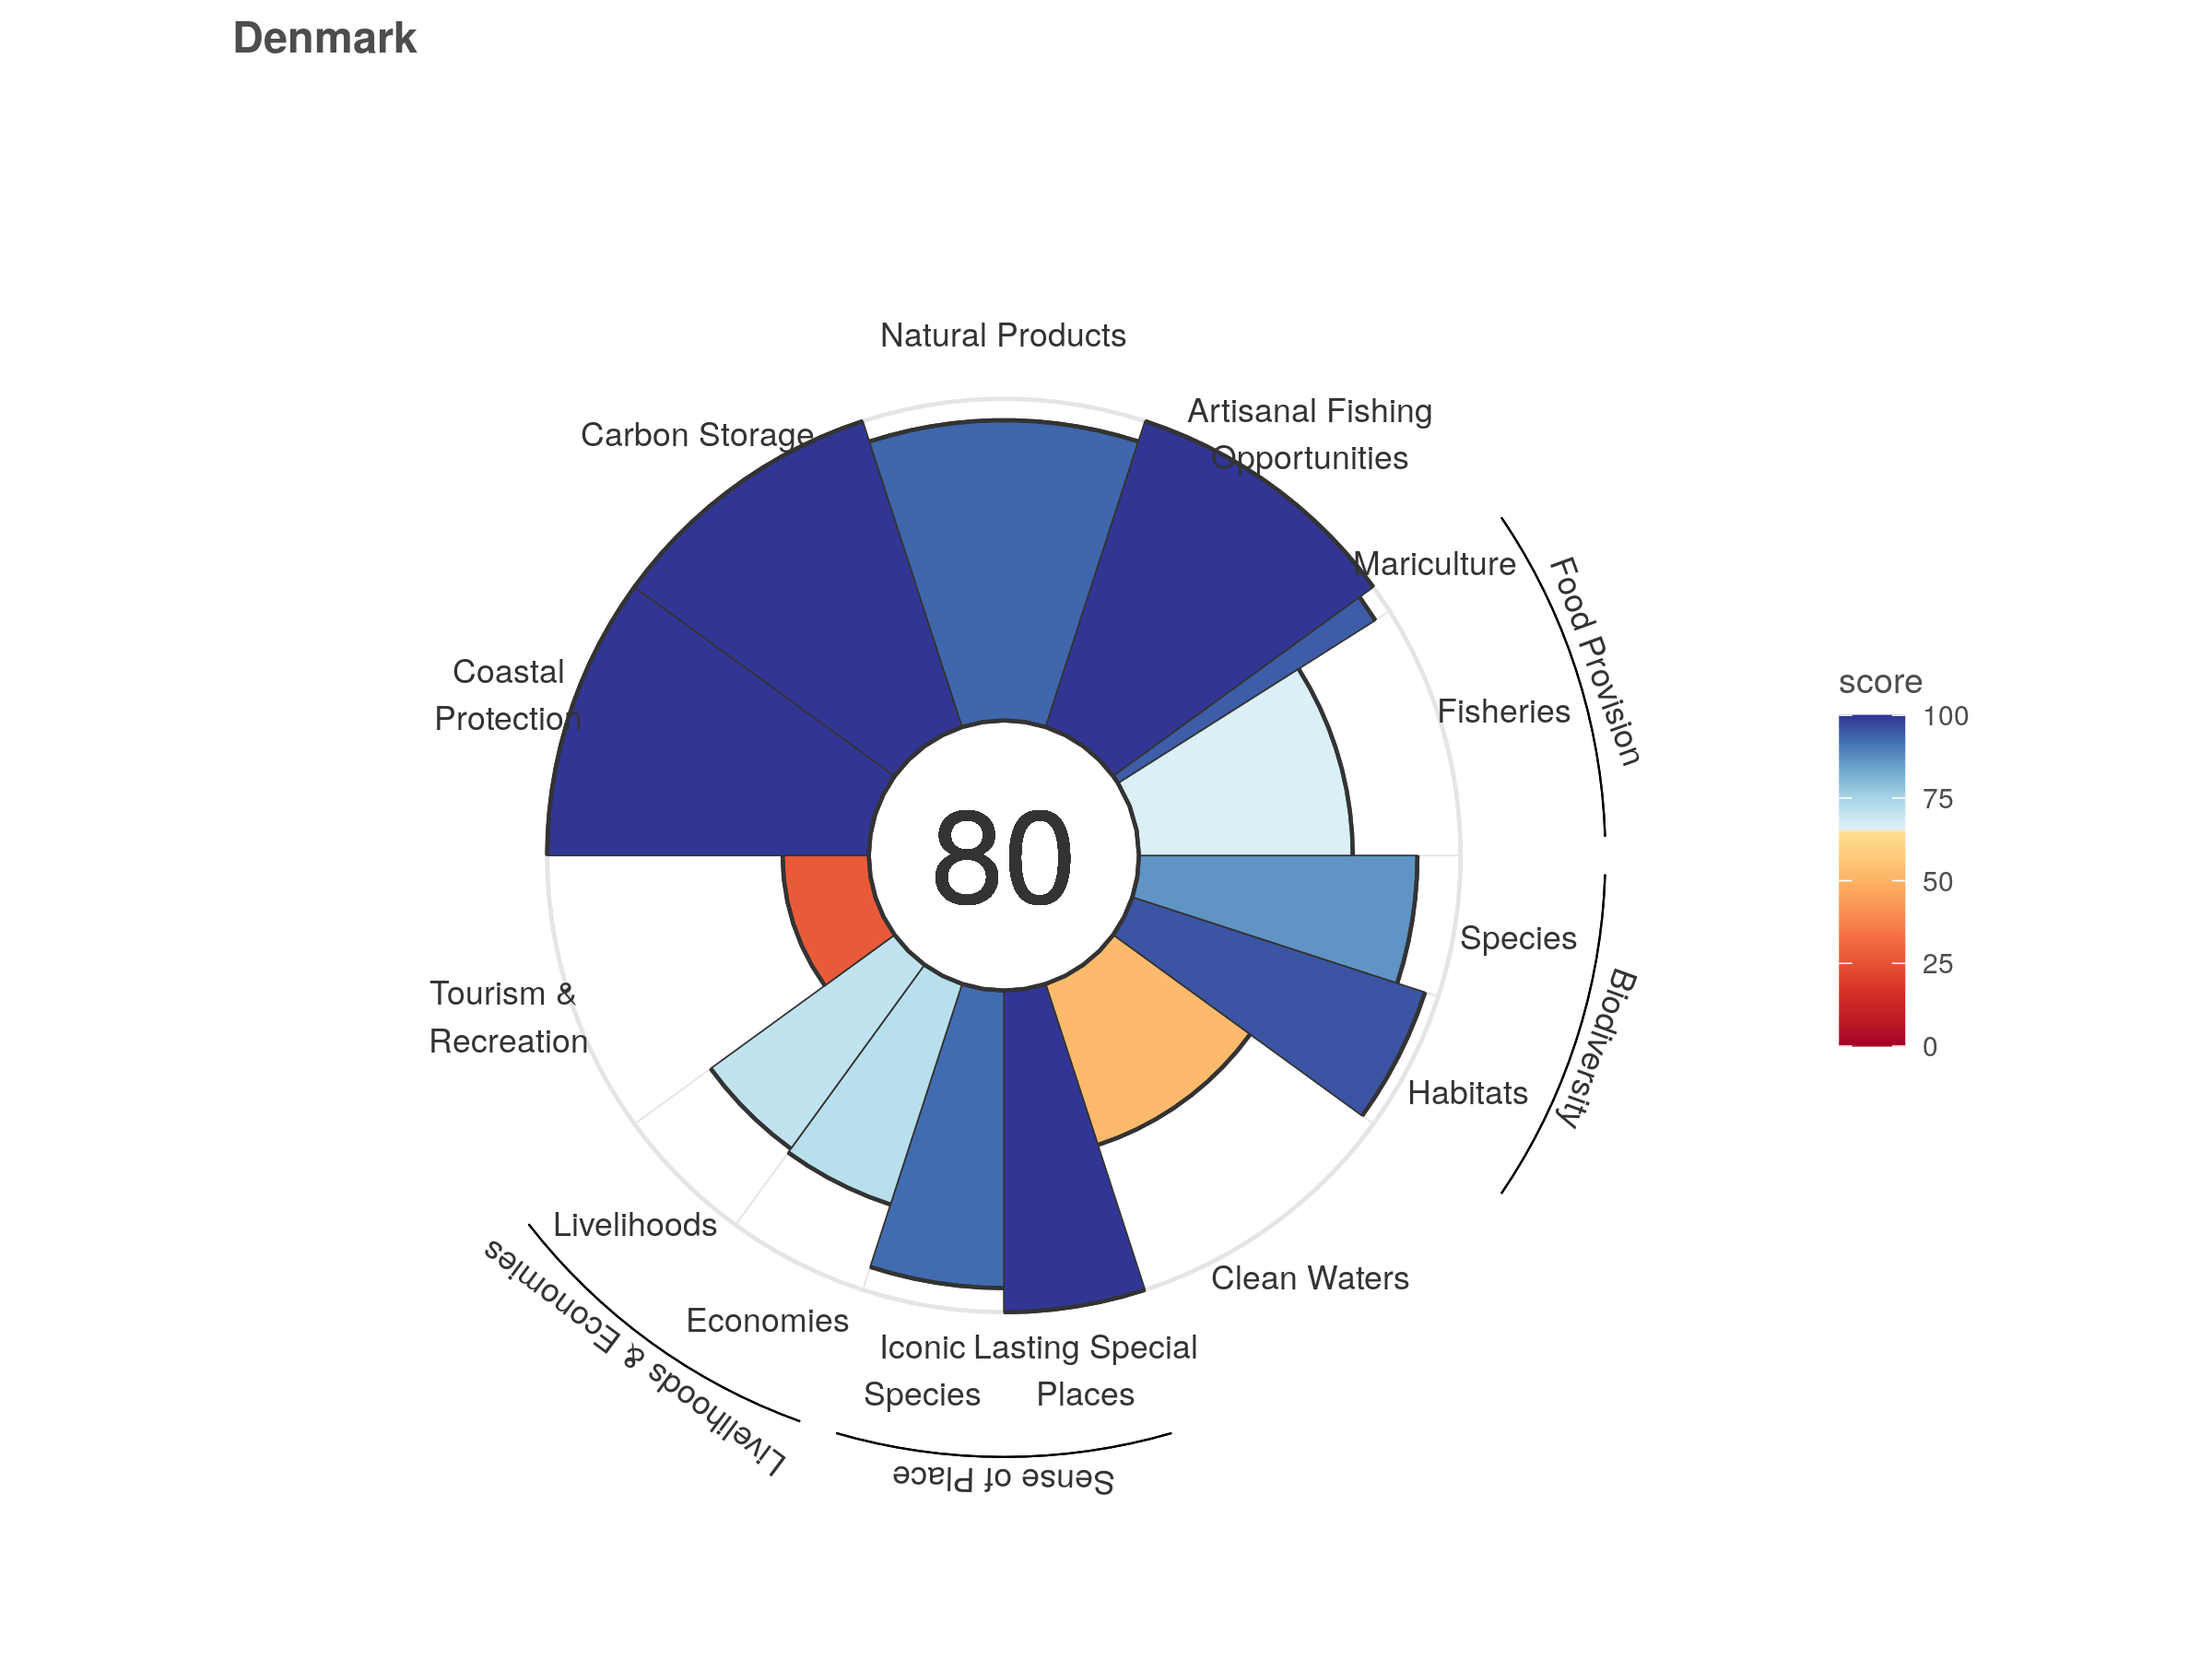 Denmark
Natural Products
Artisanal Fishing
Opportunities
Carbon Storage
Mariculture
Food Provision
Coastal
Protection
Fisheries
score
100
75
50
25
0
80
Species
Biodiversity
Tourism &
Recreation
Habitats
Livelihoods
Clean Waters
Livelihoods & Economies
Economies
Iconic
Species
Lasting Special
Places
Sense of Place